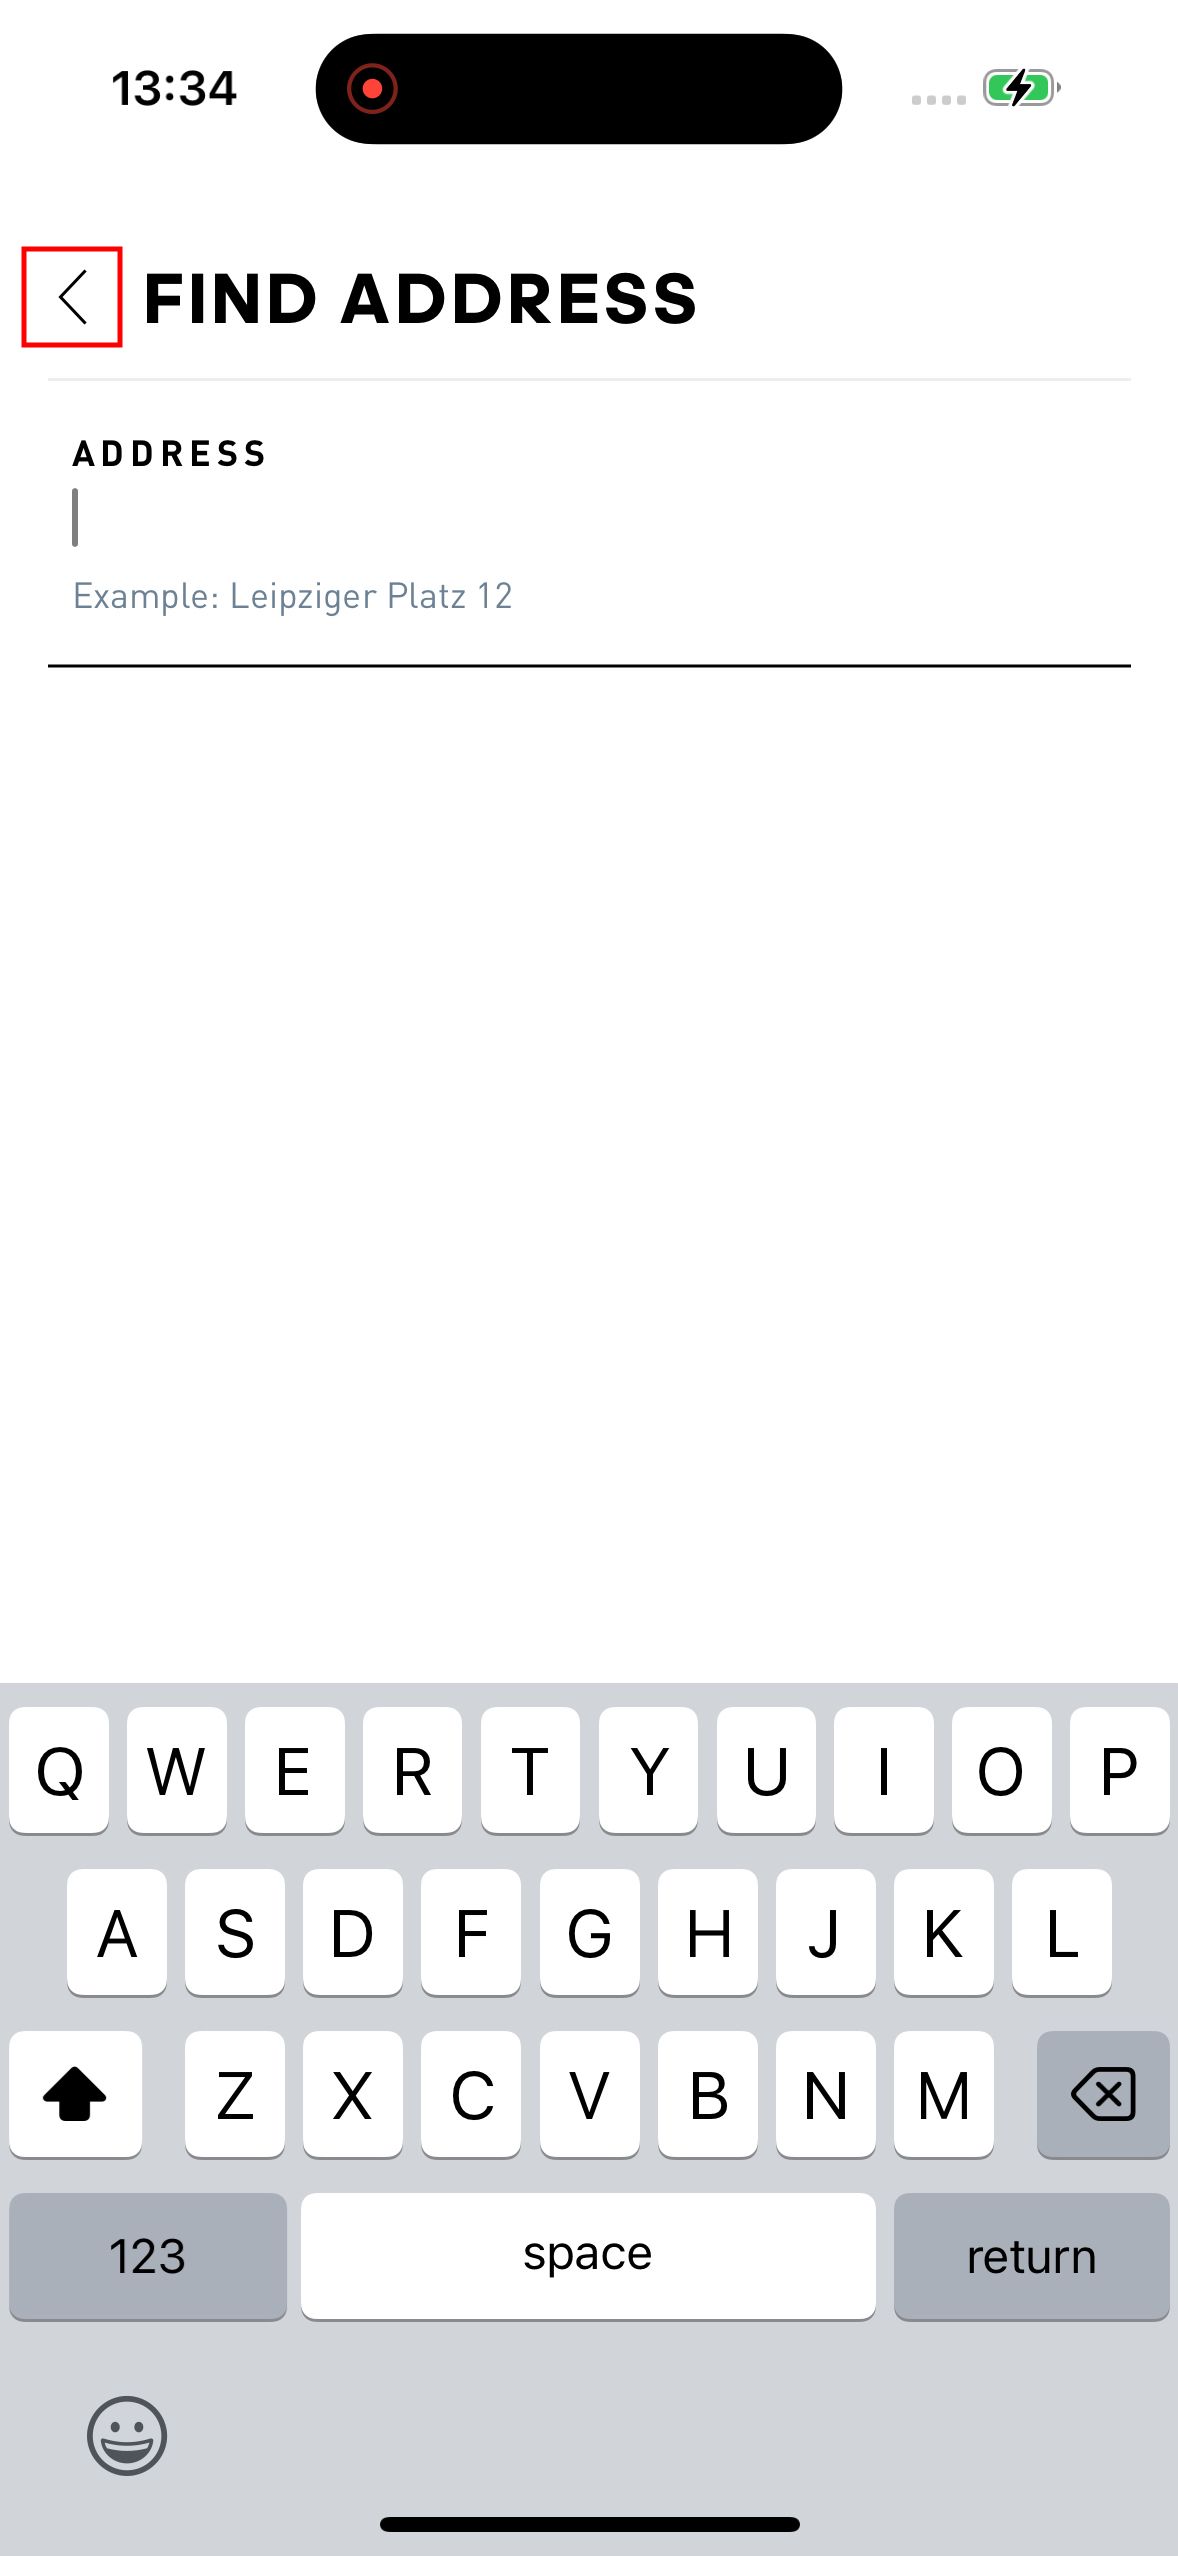 13:34
FIND ADDRESS
ADDRESS
Example: Leipziger Platz 12
Q W E R T Y U I O P
A S D F G H J K L
Z X C V B N M
123 space return